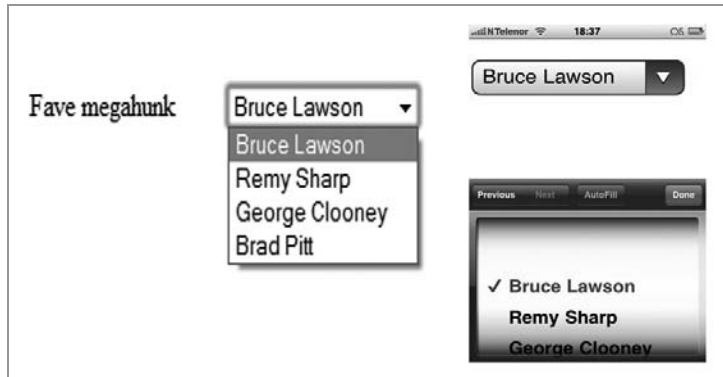 Fave megahunk
Bruce Lawson
Bruce Lawson
Remy Sharp
George Clooney
Brad Pitt
Telenor 18:37
Bruce Lawson
Previous Next AutoFill Done
✓ Bruce Lawson
Remy Sharp
George Clooney